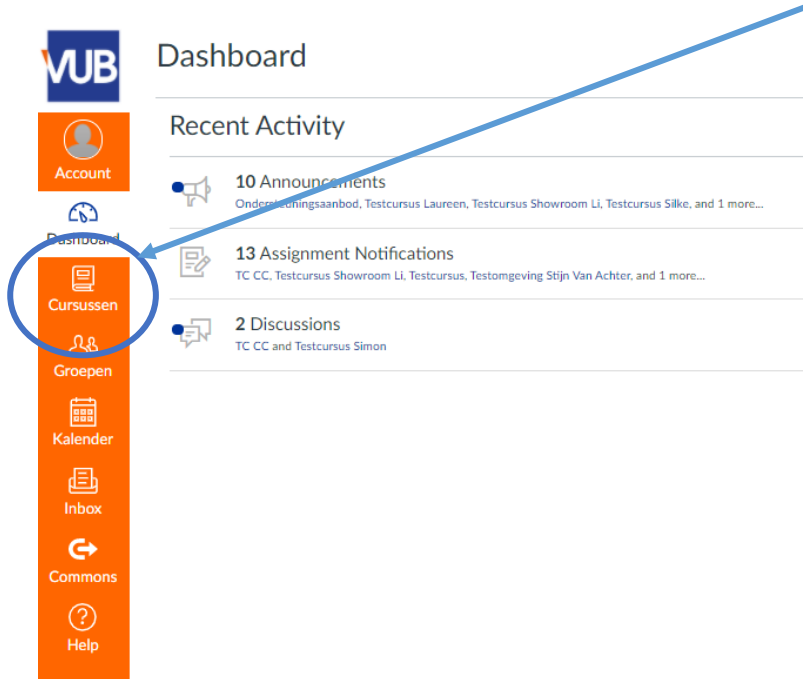 VUB
Dashboard
Recent Activity
Account
10 Announcements
Ondersteuningsaanbod, Testcursus Laureen, Testcursus Showroom Li, Testcursus Silke, and 1 more...
Dashboard
13 Assignment Notifications
TC CC, Testcursus Showroom Li, Testcursus, Testomgeving Stijn Van Achter, and 1 more...
Cursussen
2 Discussions
TC CC and Testcursus Simon
Groepen
Kalender
Inbox
Commons
Help